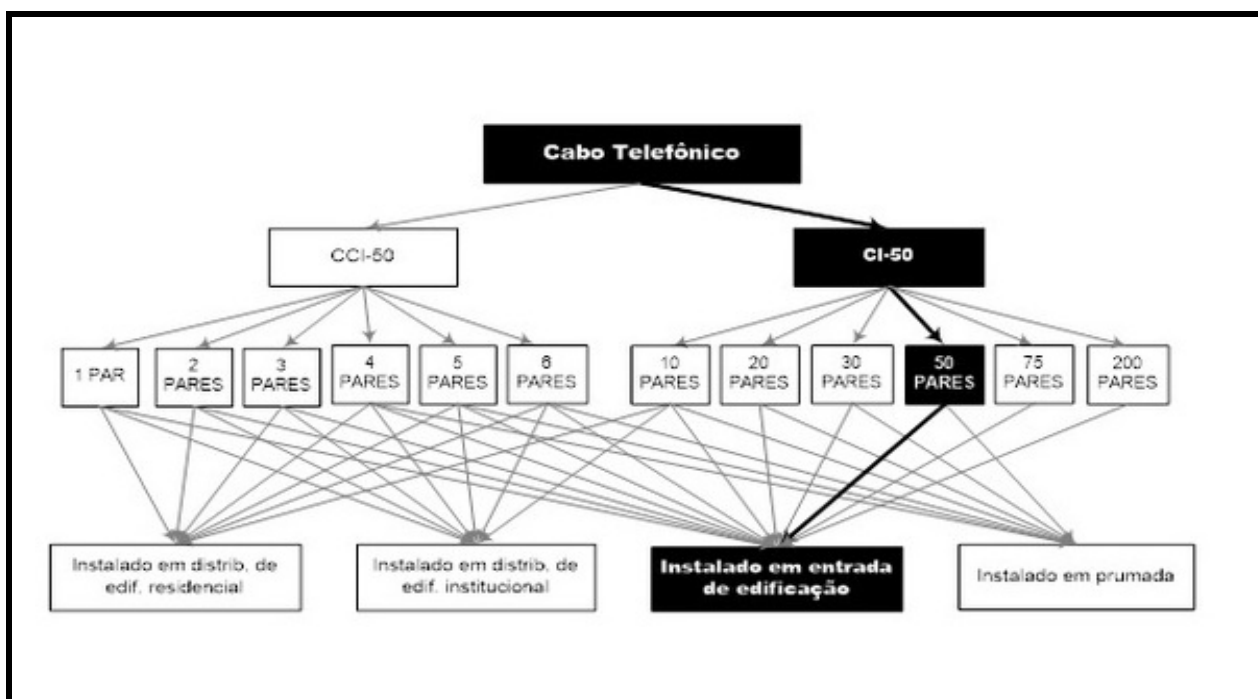 Cabo Telefônico
CCI-50
CI-50
1 PAR
2
PARES
3
PARES
4
PARES
5
PARES
6
PARES
10
PARES
20
PARES
30
PARES
50
PARES
75
PARES
200
PARES
Instalado em distrib. de
edif. residencial
Instalado em distrib. de
edif. institucional
Instalado em entrada
de edificação
Instalado em prumada